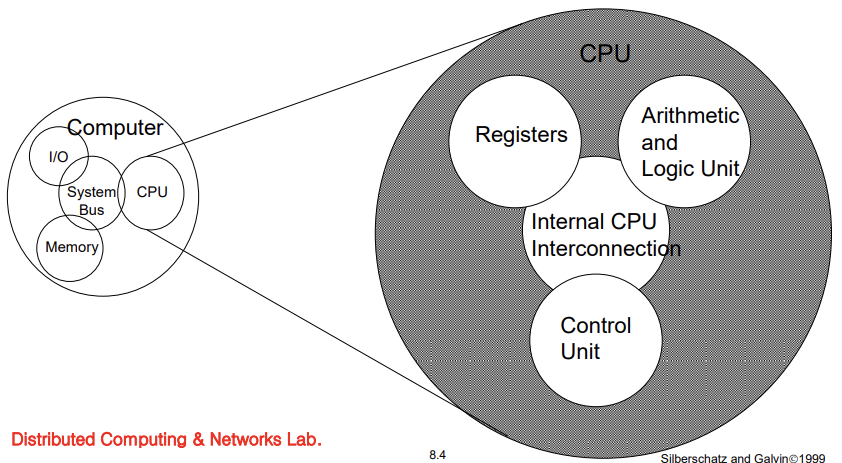 Computer
I/O
System
Bus
CPU
Memory
CPU
Registers
Arithmetic
and
Logic Unit
Internal CPU
Interconnection
Control
Unit
Distributed Computing & Networks Lab.
8.4
Silberschatz and Galvin©1999